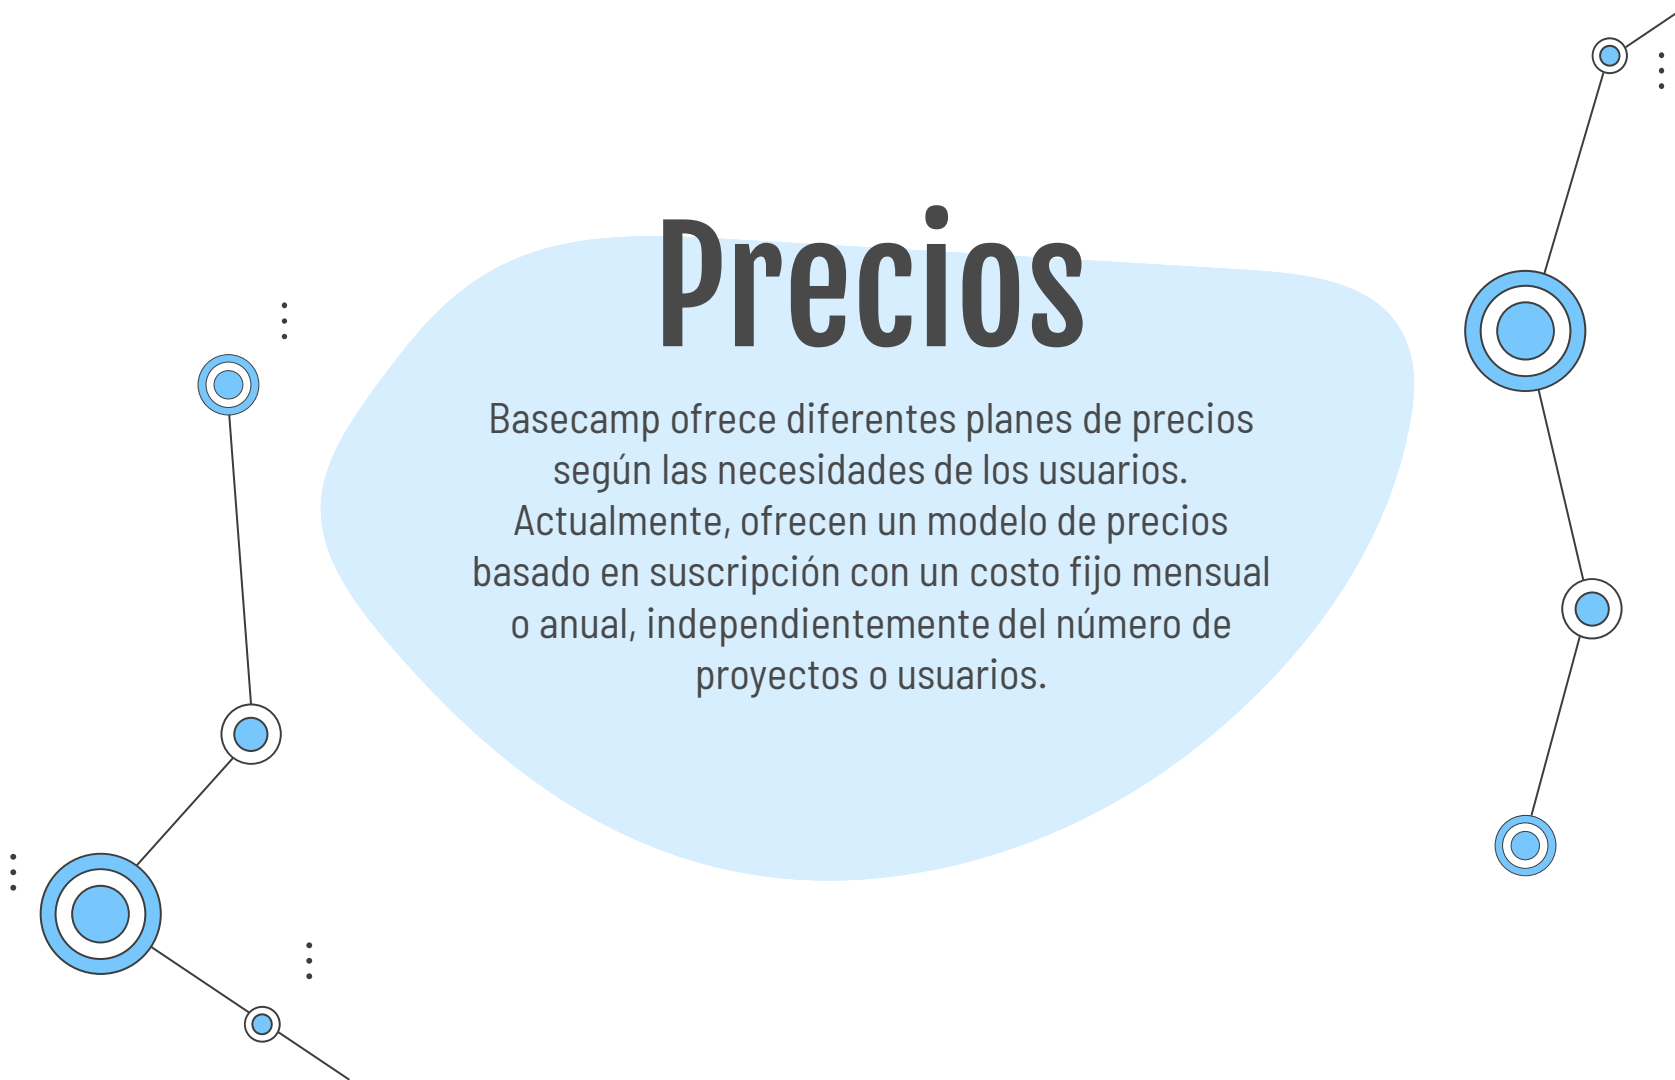 Precios
Basecamp ofrece diferentes planes de precios
según las necesidades de los usuarios.
Actualmente, ofrecen un modelo de precios
basado en suscripción con un costo fijo mensual
o anual, independientemente del número de
proyectos o usuarios.